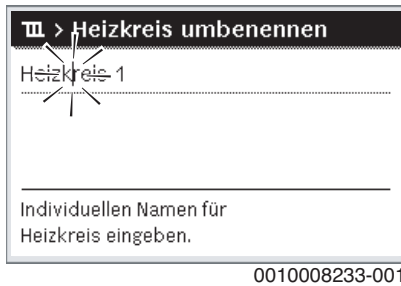 > Heizkreis umbenennen
Heizkreis 1
Individuellen Namen für
Heizkreis eingeben.
0010008233-001